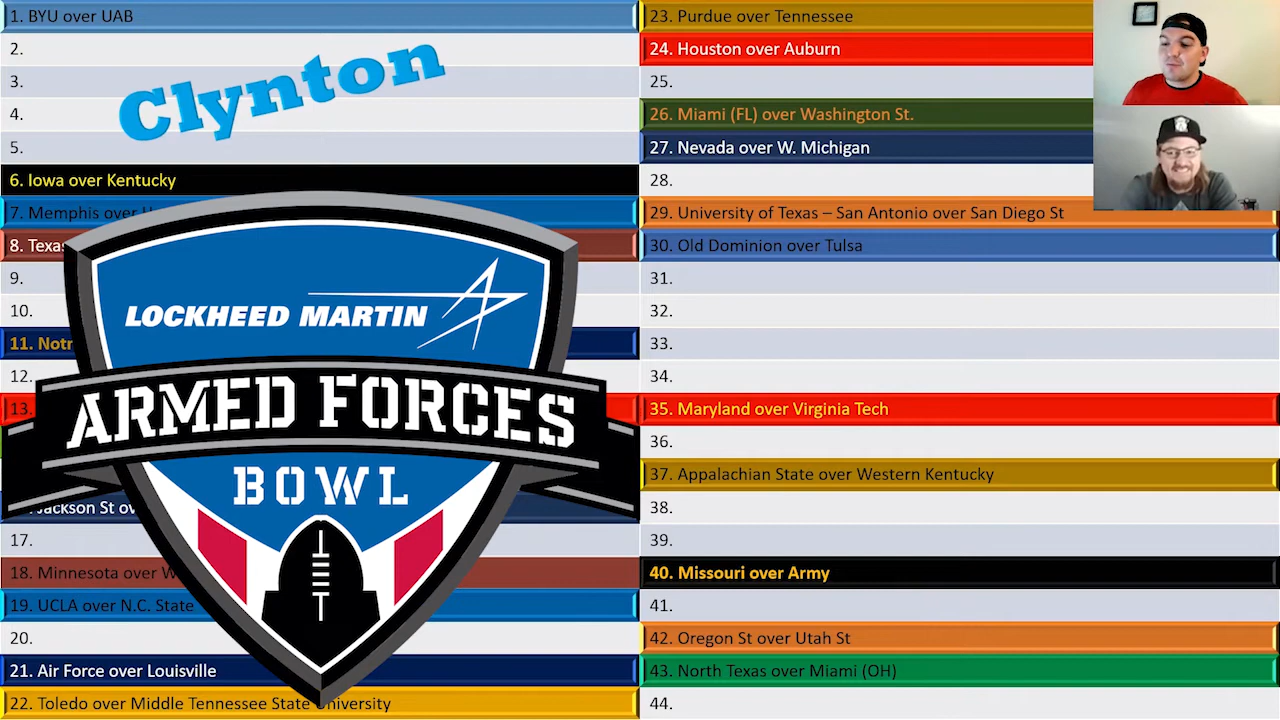 1. BYU over UAB
2.
3.
4.
5.
Clynton
6. Iowa over Kentucky
7. Memphis over
8.
9.
10.
11.
12.
13.
Jackson St
17.
18. Minnesota over
19. UCLA over N.C. State
20.
21. Air Force over Louisville
22. Toledo over Middle Tennessee State University
LOCKHEED MARTIN
ARMED FORCES
BOWL
23. Purdue over Tennessee
24. Houston over Auburn
25.
26. Miami (FL) over Washington St.
27. Nevada over W. Michigan
28.
29. University of Texas – San Antonio over San Diego St
30. Old Dominion over Tulsa
31.
32.
33.
34.
35. Maryland over Virginia Tech
36.
37. Appalachian State over Western Kentucky
38.
39.
40. Missouri over Army
41.
42. Oregon St over Utah St
43. North Texas over Miami (OH)
44.